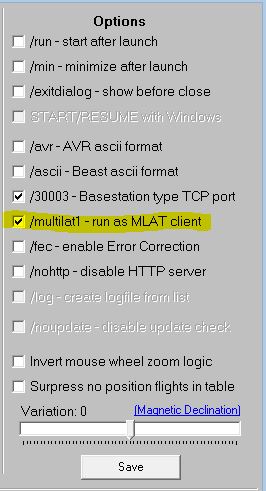 Options
/run - start after launch
/min - minimize after launch
/exitdialog - show before close
START/RESUME with Windows
/avr - AVR ascii format
/ascii - Beast ascii format
/30003 - Basestation type TCP port
/multilat1 - run as MLAT client
/fec - enable Error Correction
/nohttp - disable HTTP server
/log - create logfile from list
/noupdate - disable update check
Invert mouse wheel zoom logic
Surpress no position flights in table
Variation: 0 (Magnetic Declination)
Save